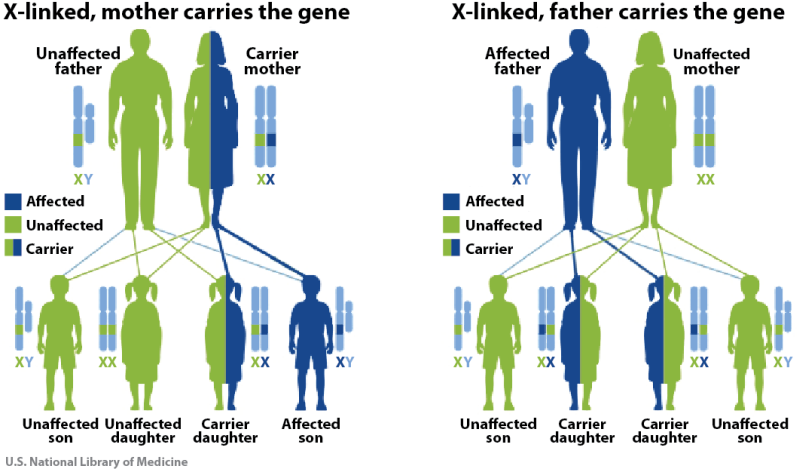 X-linked, mother carries the gene
Unaffected
father
Carrier
mother
XY
XX
Affected
Unaffected
Carrier
XY
XX
XX
XY
Unaffected
son
Unaffected
daughter
Carrier
daughter
Affected
son
X-linked, father carries the gene
Affected
father
Unaffected
mother
XY
XX
Affected
Unaffected
Carrier
XY
XX
XX
XY
Unaffected
son
Carrier
daughter
Carrier
daughter
Unaffected
son
U.S. National Library of Medicine